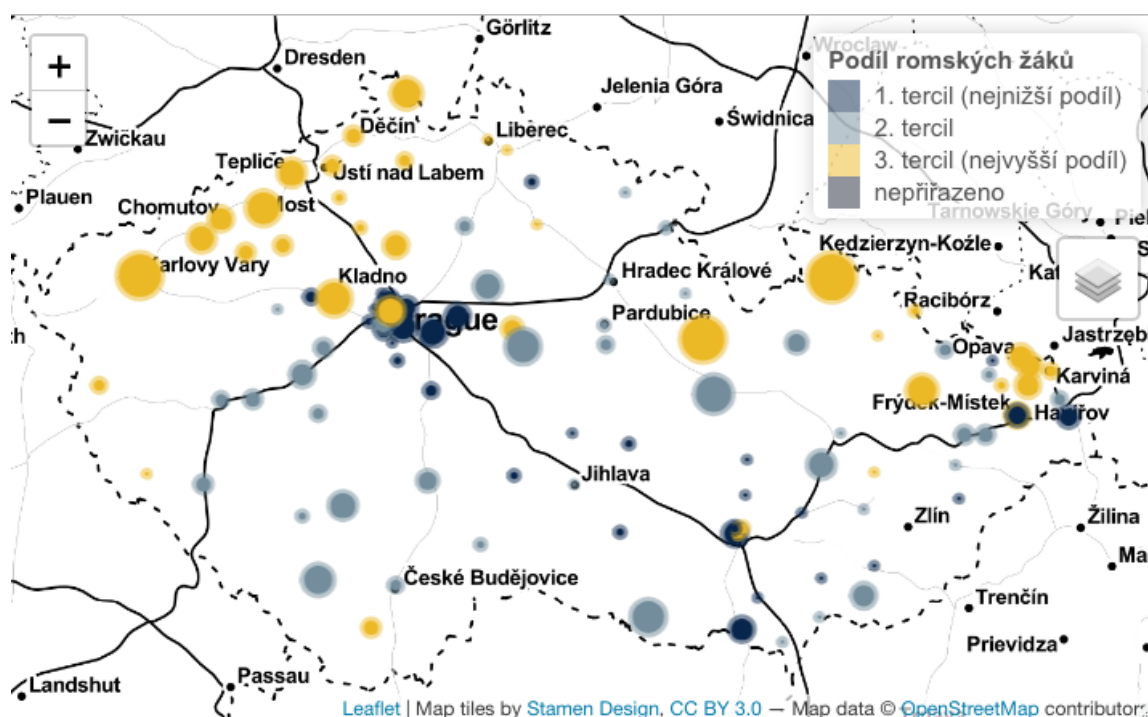 +
−
Görlitz
Dresden
Wroclaw
Podíl romských žáků
1. tercil (nejnižší podíl)
2. tercil
3. tercil (nejvyšší podíl)
nepřiřazeno
Jelenia Góra
Świdnica
Zwičkau
Děčín
Liberec
Teplice
Ústí nad Labem
Plauen
Chomutov
Most
Tarnowskie Góry
Kędzierzyn-Koźle
Karlovy Vary
Kladno
Hradec Králové
Racibórz
Prague
Pardubice
Opava
Jastrzęb
Karviná
Frýdek-Místek
Havířov
Jihlava
Zlín
Žilina
Ma
České Budějovice
Trenčín
Prievidza
Passau
Landshut
Leaflet | Map tiles by Stamen Design, CC BY 3.0 — Map data © OpenStreetMap contributors